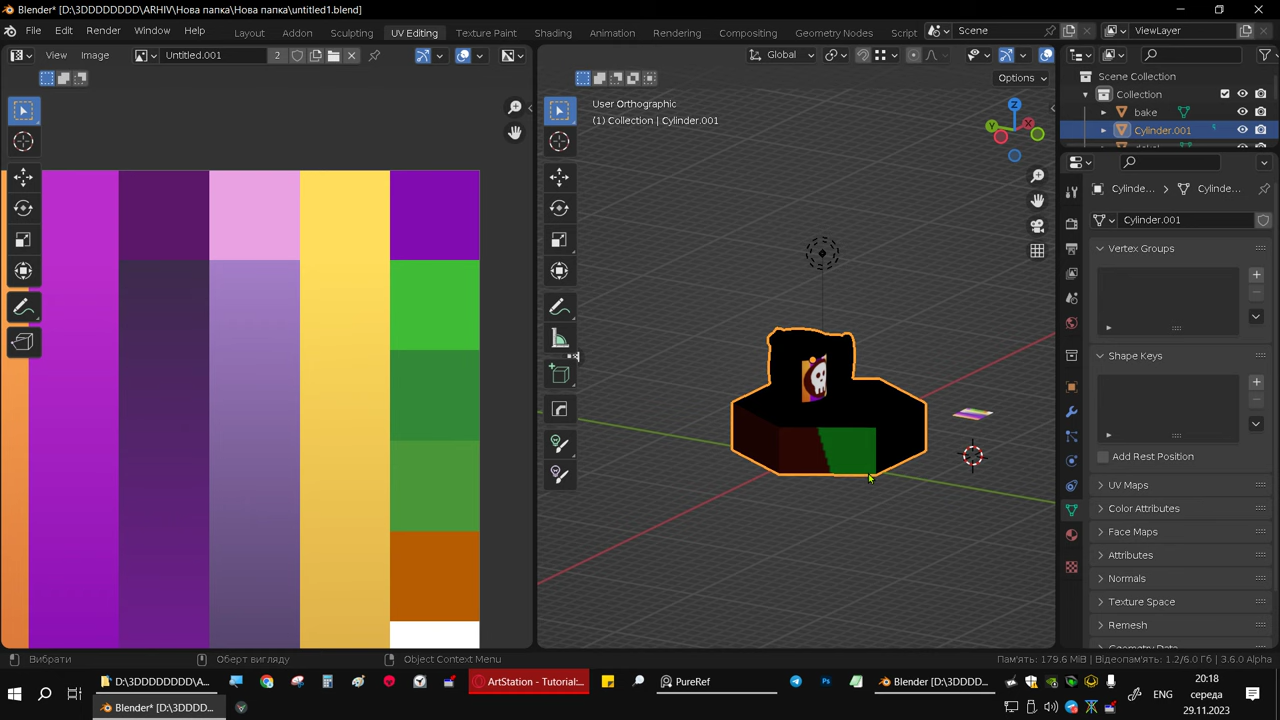 Blender* [D:\3DDDDDDDD\ARHIV\Нова папка\Нова папка\untitled1.blend]
File Edit Render Window Help Layout Addon Sculpting UV Editing Texture Paint Shading Animation Rendering Compositing Geometry Nodes Script Scene ViewLayer
View Image Untitled.001 2 Global
Options
Scene Collection
Collection
bake
Cylinder.001
User Orthographic
(1) Collection | Cylinder.001
Z
X
Y
Cylinde... Cylinde...
Cylinder.001
Vertex Groups
Shape Keys
Add Rest Position
UV Maps
Color Attributes
Face Maps
Attributes
Normals
Texture Space
Remesh
Вибрати Оберт вигляду Object Context Menu Пам'ять: 179.6 MiB | Відеопам'ять: 1.2/6.0 Гб | 3.6.0 Alpha
D:\3DDDDDDDD\A... ArtStation - Tutorial:... PureRef Blender [D:\3DDDD... ENG 20:18
середа
Blender* [D:\3DDDD... 29.11.2023